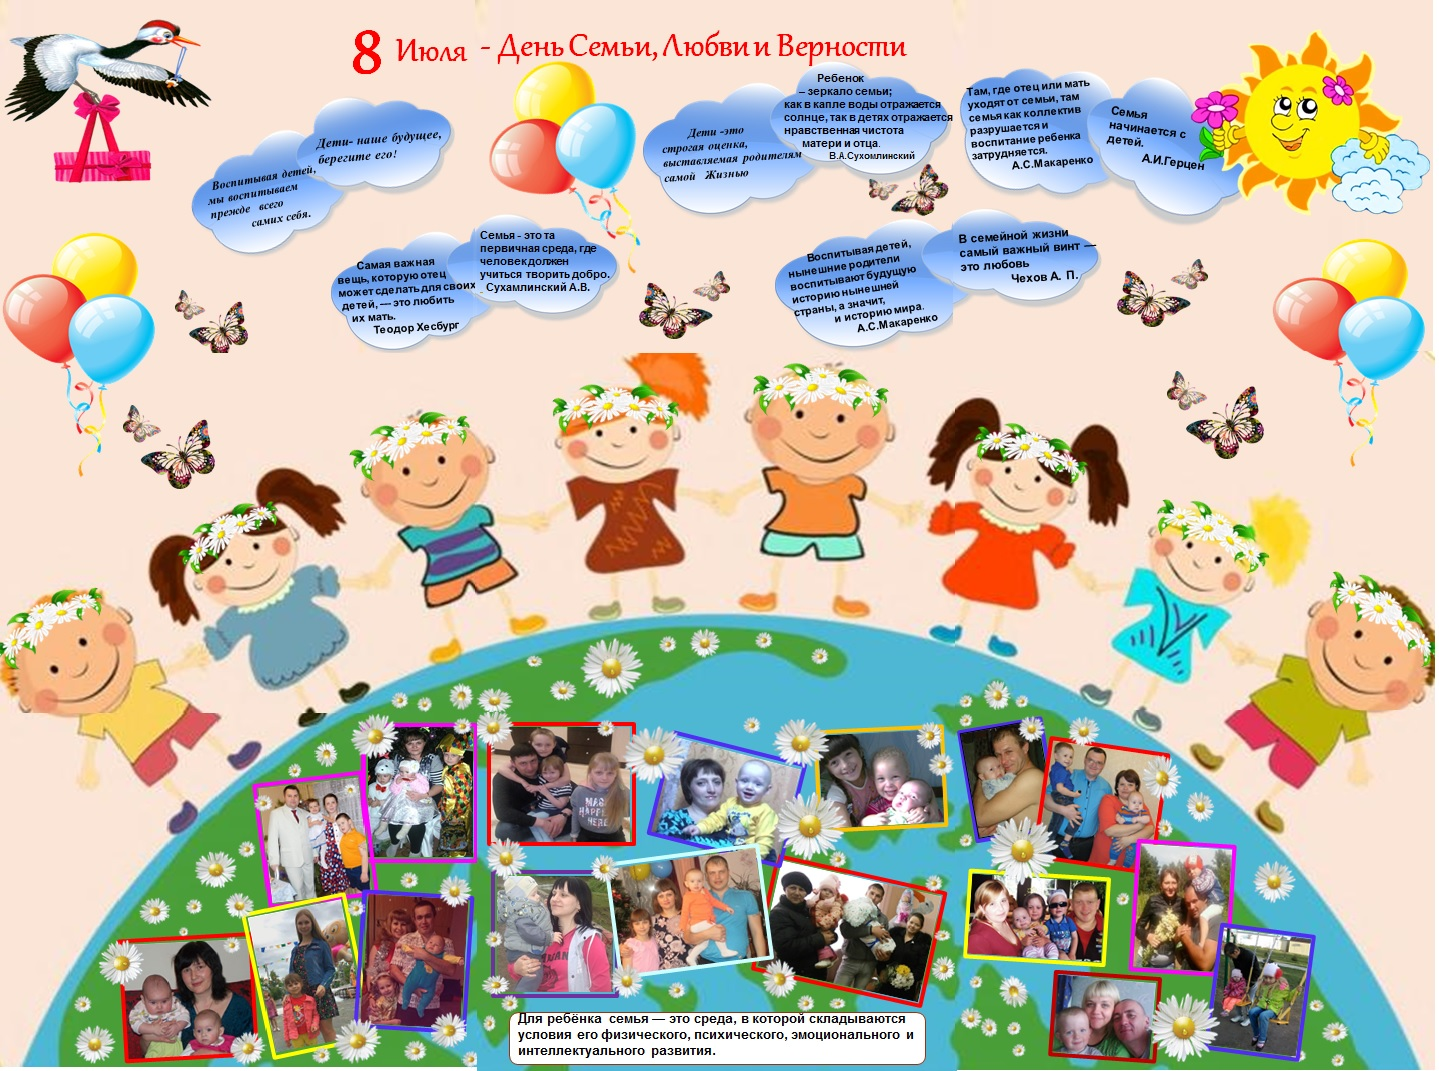 8 Июля - День Семьи, Любви и Верности
Дети- наше будущее,
берегите его!
Воспитывая детей,
мы воспитываем
прежде всего
самих себя.
Дети -это
строгая оценка,
выставляемая родителям
самой Жизнью
Ребенок
– зеркало семьи;
как в капле воды отражается
солнце, так в детях отражается
нравственная чистота
матери и отца.
В.А.Сухомлинский
Там, где отец или мать
уходят от семьи, там
семья как коллектив
разрушается и
воспитание ребенка
затрудняется.
А.С.Макаренко
Семья
начинается с
детей.
А.И.Герцен
Самая важная
вещь, которую отец
может сделать для своих
детей, — это любить
их мать.
Теодор Хесбург
Семья - это та
первичная среда, где
человек должен
учиться творить добро.
Сухамлинский А.В.
Воспитывая детей,
нынешние родители
воспитывают будущую
историю нынешней
страны, а значит,
и историю мира.
А.С.Макаренко
В семейной жизни
самый важный винт —
это любовь
Чехов А. П.
Для ребёнка семья — это среда, в которой складываются
условия его физического, психического, эмоционального и
интеллектуального развития.